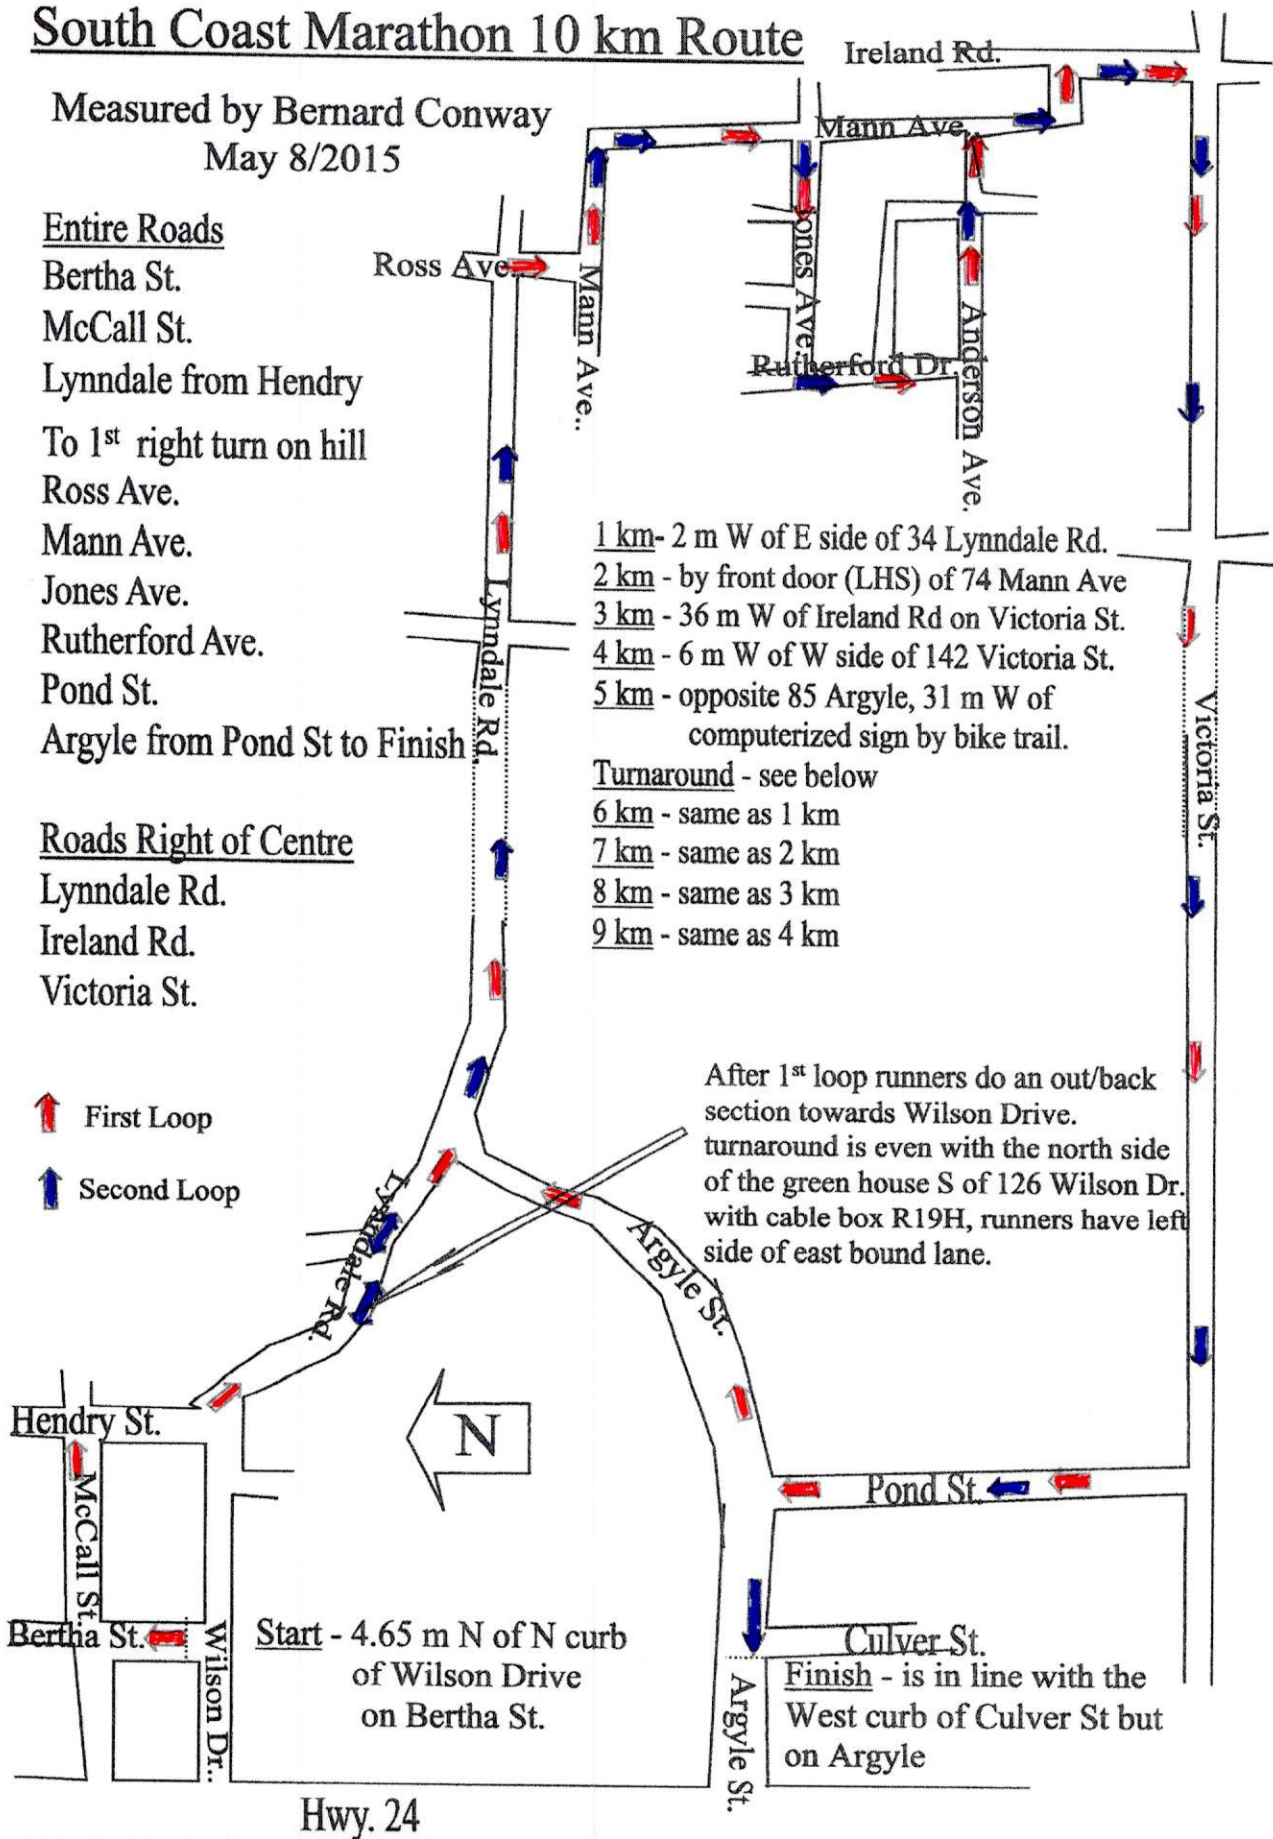 South Coast Marathon 10 km Route
Measured by Bernard Conway
May 8/2015
Entire Roads
Bertha St.
McCall St.
Lynndale from Hendry
To 1st right turn on hill
Ross Ave.
Mann Ave.
Jones Ave.
Rutherford Ave.
Pond St.
Argyle from Pond St to Finish
Roads Right of Centre
Lynndale Rd.
Ireland Rd.
Victoria St.
First Loop
Second Loop
Ireland Rd.
Mann Ave.
Ross Ave.
Mann Ave..
Jones Ave.
Rutherford Dr.
Anderson Ave.
Lynndale Rd.
Victoria St.
1 km- 2 m W of E side of 34 Lynndale Rd.
2 km - by front door (LHS) of 74 Mann Ave
3 km - 36 m W of Ireland Rd on Victoria St.
4 km - 6 m W of W side of 142 Victoria St.
5 km - opposite 85 Argyle, 31 m W of
computerized sign by bike trail.
Turnaround - see below
6 km - same as 1 km
7 km - same as 2 km
8 km - same as 3 km
9 km - same as 4 km
After 1st loop runners do an out/back
section towards Wilson Drive.
turnaround is even with the north side
of the green house S of 126 Wilson Dr.
with cable box R19H, runners have left
side of east bound lane.
Lynndale Rd.
Argyle St.
N
Hendry St.
McCall St.
Pond St.
Bertha St.
Wilson Dr..
Start - 4.65 m N of N curb
of Wilson Drive
on Bertha St.
Culver St.
Finish - is in line with the
West curb of Culver St but
on Argyle
Argyle St.
Hwy. 24